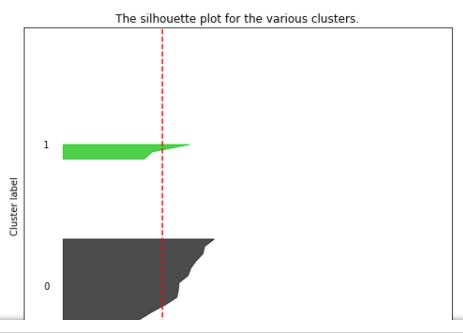 The silhouette plot for the various clusters.
1
Cluster label
0